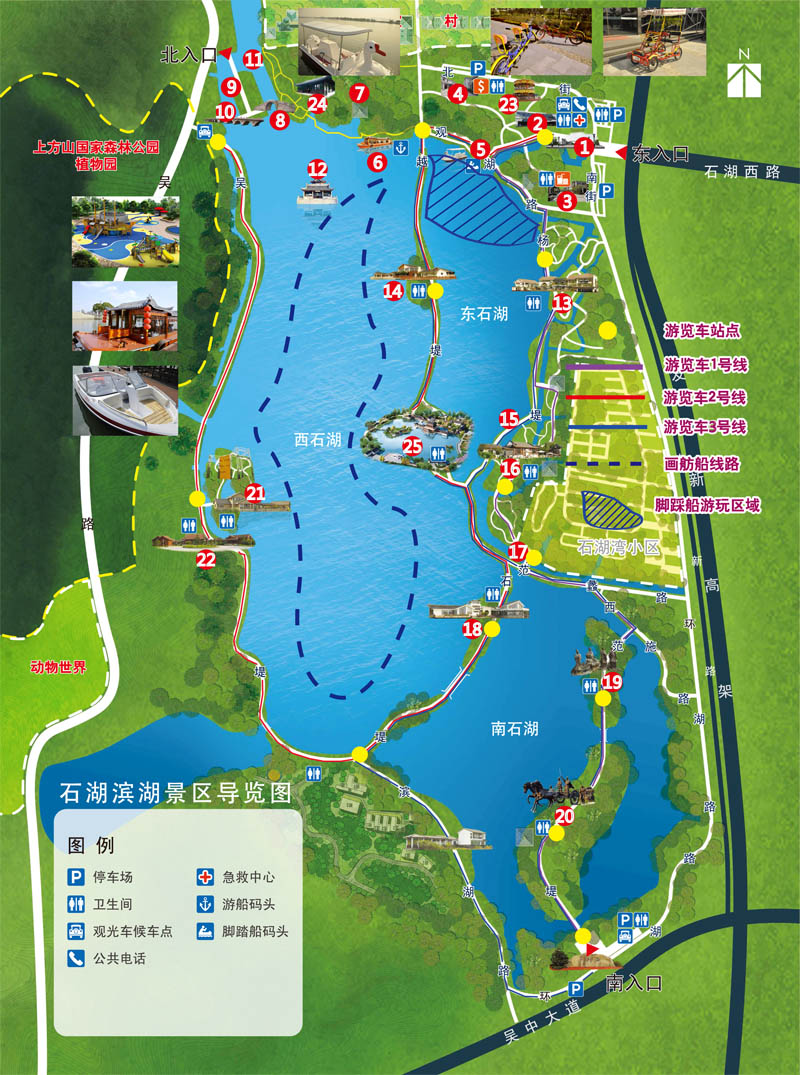 村
北入口
11
9
10
8
24
7
北
P
4
$
23
街
2
P
1
东入口
石湖西路
N
上方山国家森林公园
植物园
吴
吴
12
6
越
观
5
湖
路
3
南
街
P
杨
14
堤
东石湖
13
游览车站点
游览车1号线
游览车2号线
游览车3号线
画舫船线路
脚踩船游玩区域
石湖湾小区
友
新
高
架
西石湖
25
15
堤
16
17
范
21
22
路
堤
石
18
堤
蠡
西
施
范
路
新
环
路
湖
路
19
动物世界
南石湖
20
堤
滨
湖
路
环
湖
路
P
南入口
P
吴中大道
石湖滨湖景区导览图
图 例
P 停车场
急救中心
卫生间
游船码头
观光车候车点
脚踏船码头
公共电话